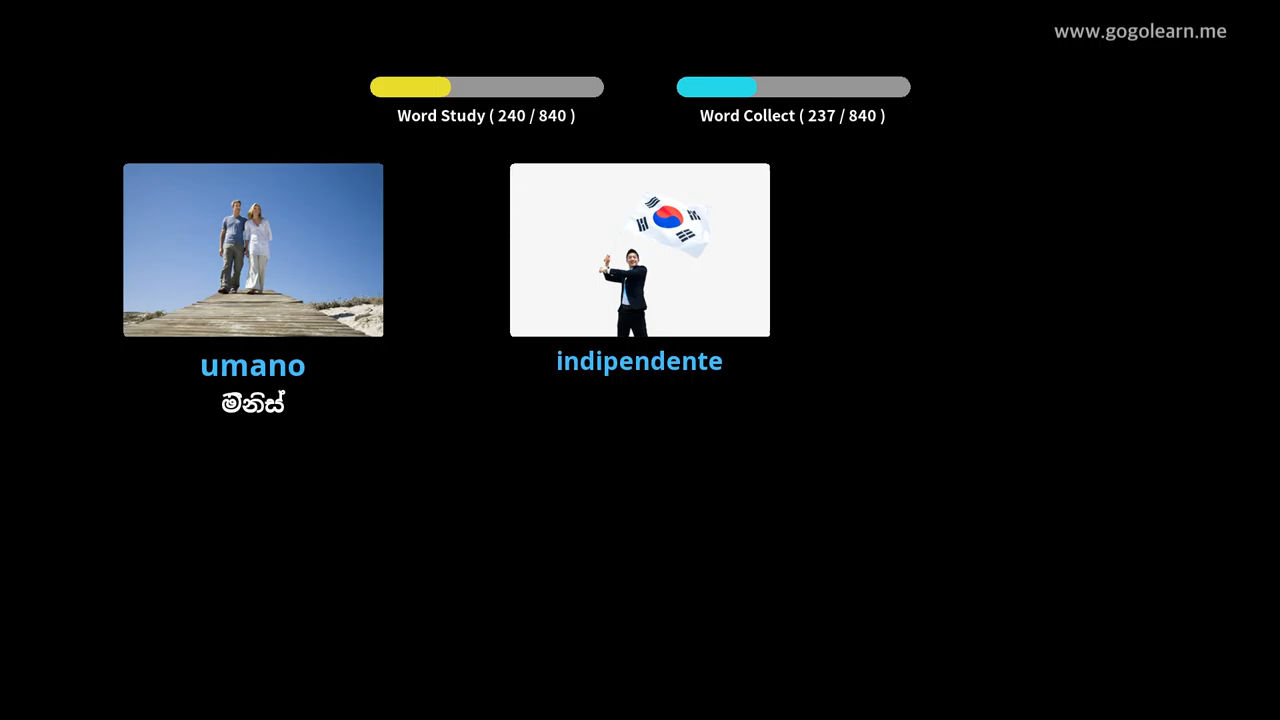 www.gogolearn.me
Word Study ( 240 / 840 )
Word Collect ( 237 / 840 )
umano
මිනිස්
indipendente